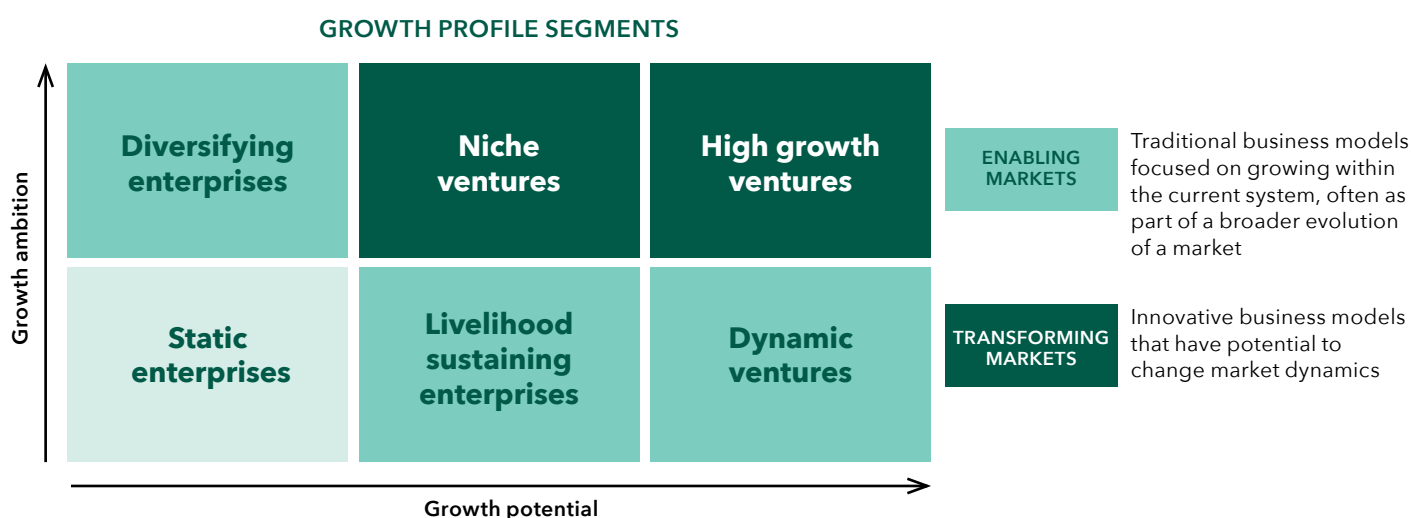 GROWTH PROFILE SEGMENTS
Growth ambition
Diversifying
enterprises
Niche
ventures
High growth
ventures
Static
enterprises
Livelihood
sustaining
enterprises
Dynamic
ventures
Growth potential
ENABLING
MARKETS
Traditional business models
focused on growing within
the current system, often as
part of a broader evolution
of a market
TRANSFORMING
MARKETS
Innovative business models
that have potential to
change market dynamics